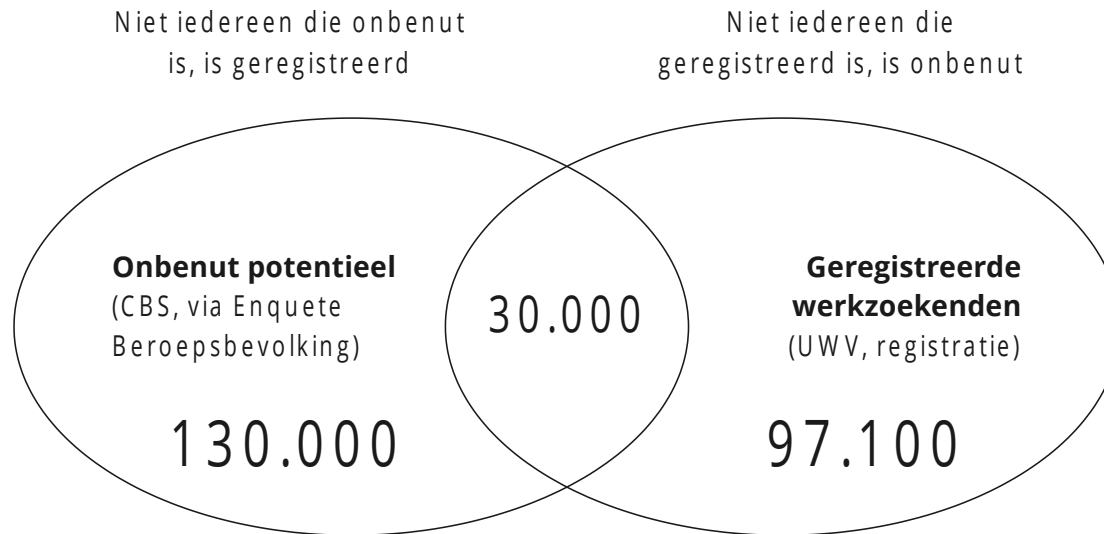 Niet iedereen die onbenut
is, is geregistreerd
Niet iedereen die
geregistreerd is, is onbenut
Onbenut potentieel
(CBS, via Enquete
Beroepsbevolking)
130.000
30.000
Geregistreerde
werkzoekenden
(UWV, registratie)
97.100